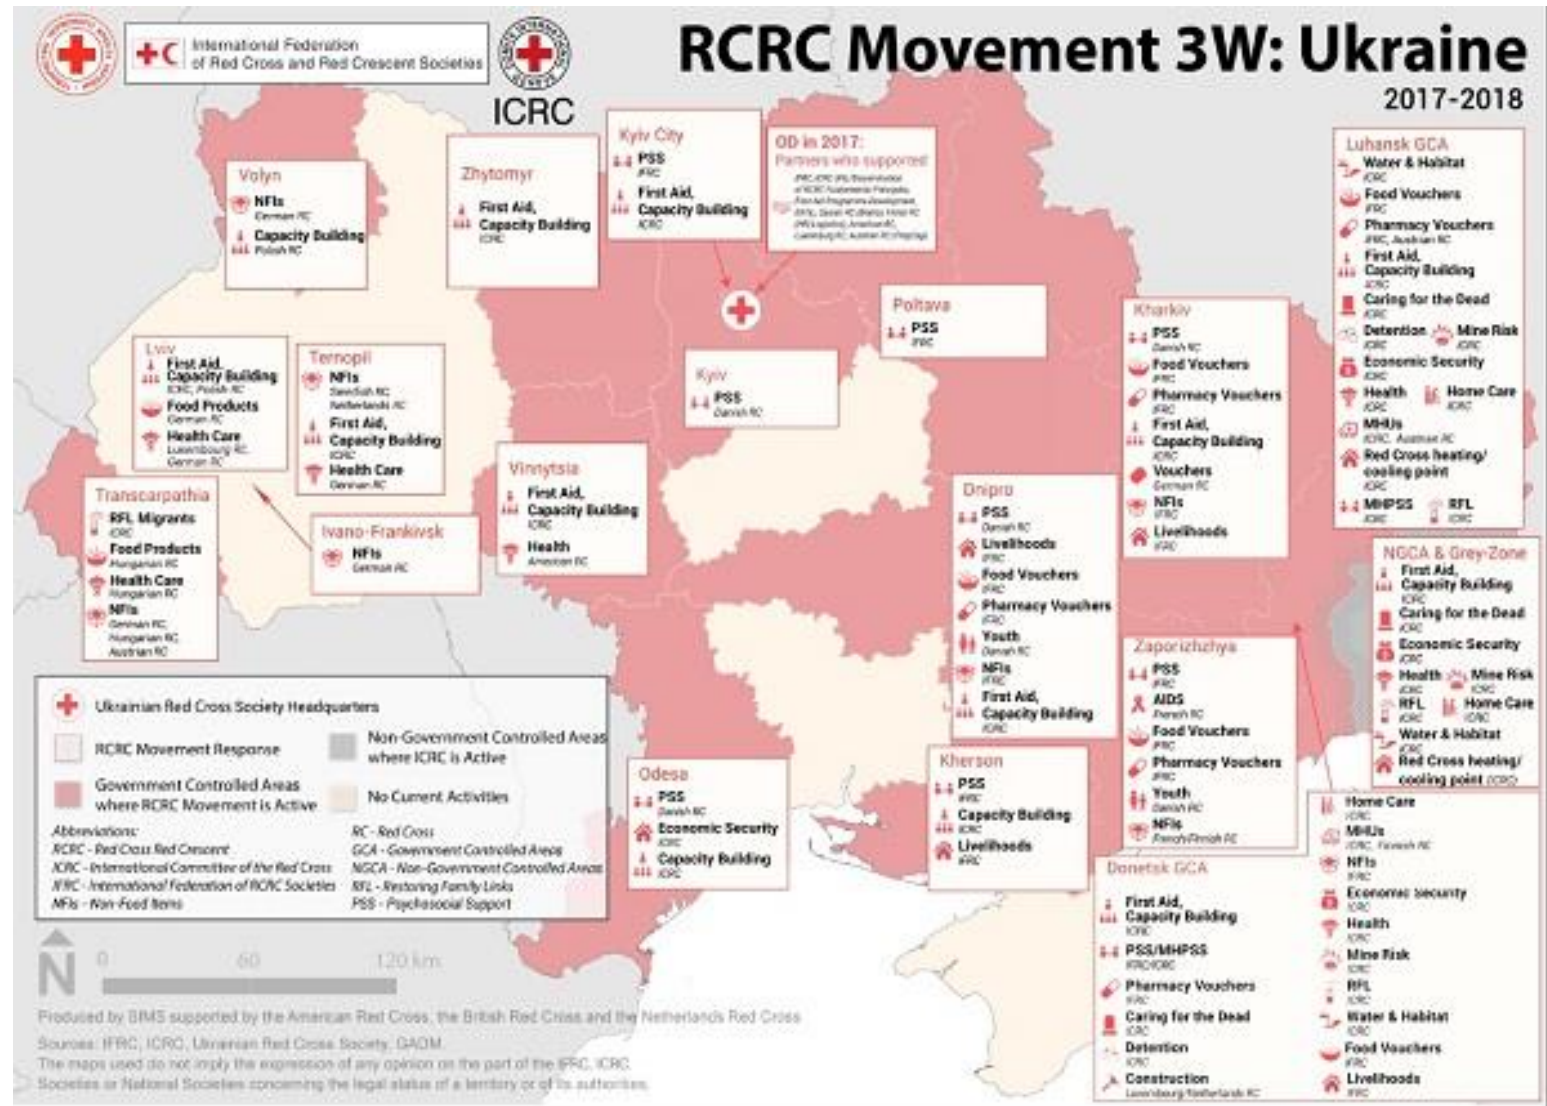 International Federation
of Red Cross and Red Crescent Societies
ICRC
RCRC Movement 3W: Ukraine
2017-2018
Volyn
NFIs
German RC
Capacity Building
Polish RC
Zhytomyr
First Aid,
Capacity Building
ICRC
Kyiv City
PSS
IFRC
First Aid,
Capacity Building
ICRC
OD in 2017:
Partners who supported
Poltava
PSS
IFRC
Kyiv
PSS
Danish RC
Lviv
First Aid,
Capacity Building
ICRC, Polish RC
Food Products
German RC
Health Care
Luxembourg RC,
German RC
Ternopil
NFIs
Swedish RC
Netherlands RC
First Aid,
Capacity Building
ICRC
Health Care
German RC
Transcarpathia
RFL Migrants
ICRC
Food Products
Hungarian RC
Health Care
Hungarian RC
NFIs
German RC,
Hungarian RC,
Austrian RC
Ivano-Frankivsk
NFIs
German RC
Vinnytsia
First Aid,
Capacity Building
ICRC
Health
American RC
Kharkiv
PSS
Danish RC
Food Vouchers
IFRC
Pharmacy Vouchers
IFRC
First Aid,
Capacity Building
ICRC
Vouchers
German RC
NFIs
IFRC
Livelihoods
IFRC
Luhansk GCA
Water & Habitat
ICRC
Food Vouchers
IFRC
Pharmacy Vouchers
IFRC, Austrian RC
First Aid,
Capacity Building
ICRC
Caring for the Dead
ICRC
Detention Mine Risk
ICRC ICRC
Economic Security
ICRC
Health Home Care
ICRC ICRC
MHUs
ICRC, Austrian RC
Red Cross heating/
cooling point
ICRC
MHPSS RFL
ICRC ICRC
NGCA & Grey-Zone
First Aid,
Capacity Building
ICRC
Caring for the Dead
ICRC
Economic Security
ICRC
Health Mine Risk
ICRC ICRC
RFL Home Care
ICRC ICRC
Water & Habitat
ICRC
Red Cross heating/
cooling point (ICRC)
Dnipro
PSS
Danish RC
Livelihoods
IFRC
Food Vouchers
IFRC
Pharmacy Vouchers
IFRC
Youth
Danish RC
NFIs
IFRC
First Aid,
Capacity Building
ICRC
Zaporizhzhya
PSS
IFRC
AIDS
French RC
Food Vouchers
IFRC
Pharmacy Vouchers
IFRC
Youth
Danish RC
NFIs
French/Finnish RC
Odesa
PSS
Danish RC
Economic Security
ICRC
Capacity Building
ICRC
Kherson
PSS
IFRC
Capacity Building
ICRC
Livelihoods
IFRC
Donetsk GCA
First Aid,
Capacity Building
ICRC
PSS/MHPSS
IFRC/ICRC
Pharmacy Vouchers
IFRC
Caring for the Dead
ICRC
Detention
ICRC
Construction
Luxembourg/Netherlands RC
Home Care
ICRC
MHUs
ICRC, Finnish RC
NFIs
IFRC
Economic Security
ICRC
Health
ICRC
Mine Risk
ICRC
RFL
ICRC
Water & Habitat
ICRC
Food Vouchers
IFRC
Livelihoods
IFRC
Ukrainian Red Cross Society Headquarters
RCRC Movement Response
Government Controlled Areas
where RCRC Movement is Active
Non-Government Controlled Areas
where ICRC is Active
No Current Activities
Abbreviations:
RCRC - Red Cross Red Crescent
ICRC - International Committee of the Red Cross
IFRC - International Federation of RCRC Societies
NFIs - Non-Food Items
RC - Red Cross
GCA - Government Controlled Areas
NGCA - Non-Government Controlled Areas
RFL - Restoring Family Links
PSS - Psychosocial Support
N
0 60 120 km
Produced by SIMS supported by the American Red Cross, the British Red Cross and the Netherlands Red Cross
Sources: IFRC, ICRC, Ukrainian Red Cross Society, GADM.
The maps used do not imply the expression of any opinion on the part of the IFRC, ICRC
Societies or National Societies concerning the legal status of a territory or of its authorities.